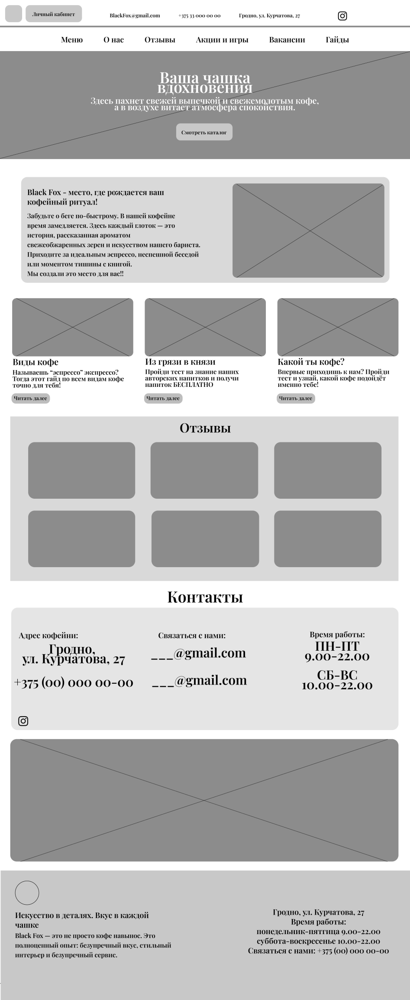 Личный кабинет
BlackFox@gmail.com
+375 33 000 00 00
Гродно, ул. Курчатова, 27
Меню
О нас
Отзывы
Акции и игры
Вакансии
Гайды
Ваша чашка
вдохновения
Здесь пахнет свежей выпечкой и свежемолотым кофе,
а в воздухе витает атмосфера спокойствия.
Смотреть каталог
Black Fox - место, где рождается ваш
кофейный ритуал!
Забудьте о беге по-быстрому. В нашей кофейне
время замедляется. Здесь каждый глоток — это
история, рассказанная ароматом
свежеобжаренных зерен и искусством нашего бариста.
Приходите за идеальным эспрессо, неспешной беседой
или моментом тишины с книгой.
Мы создали это место для вас!!
Виды кофе
Называешь “эспрессо” экспрессо?
Тогда этот гайд по всем видам кофе
точно для тебя!
Читать далее
Из грязи в князи
Пройди тест на знание наших
авторских напитков и получи
напиток БЕСПЛАТНО
Читать далее
Какой ты кофе?
Впервые приходишь к нам? Пройди
тест и узнай, какой кофе подойдёт
именно тебе!
Читать далее
Отзывы
Контакты
Адрес кофейни:
Гродно,
ул. Курчатова, 27
+375 (00) 000 00-00
Связаться с нами:
___@gmail.com
___@gmail.com
Время работы:
ПН-ПТ
9.00-22.00
СБ-ВС
10.00-22.00
Искусство в деталях. Вкус в каждой
чашке
Black Fox — это не просто кофе навынос. Это
полноценный опыт: безупречный вкус, стильный
интерьер и безупречный сервис.
Гродно, ул. Курчатова, 27
Время работы:
понедельник-пяттица 9.00-22.00
суббота-воскресенье 10.00-22.00
Связаться с нами: +375 (00) 000 00-00